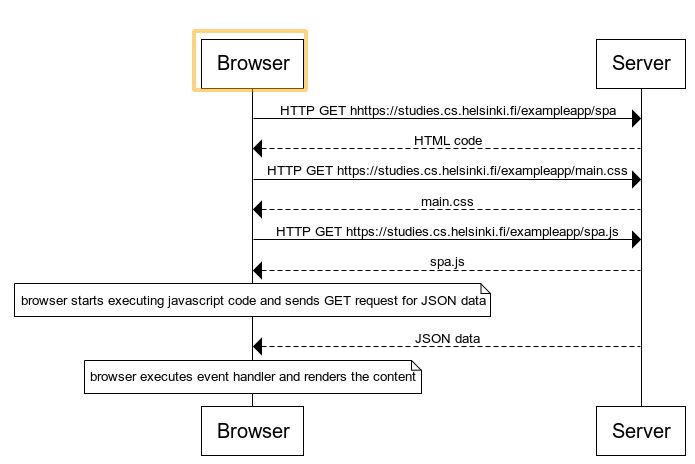 Browser
Server
HTTP GET hhttps://studies.cs.helsinki.fi/exampleapp/spa
HTML code
HTTP GET https://studies.cs.helsinki.fi/exampleapp/main.css
main.css
HTTP GET https://studies.cs.helsinki.fi/exampleapp/spa.js
spa.js
browser starts executing javascript code and sends GET request for JSON data
JSON data
browser executes event handler and renders the content
Browser
Server